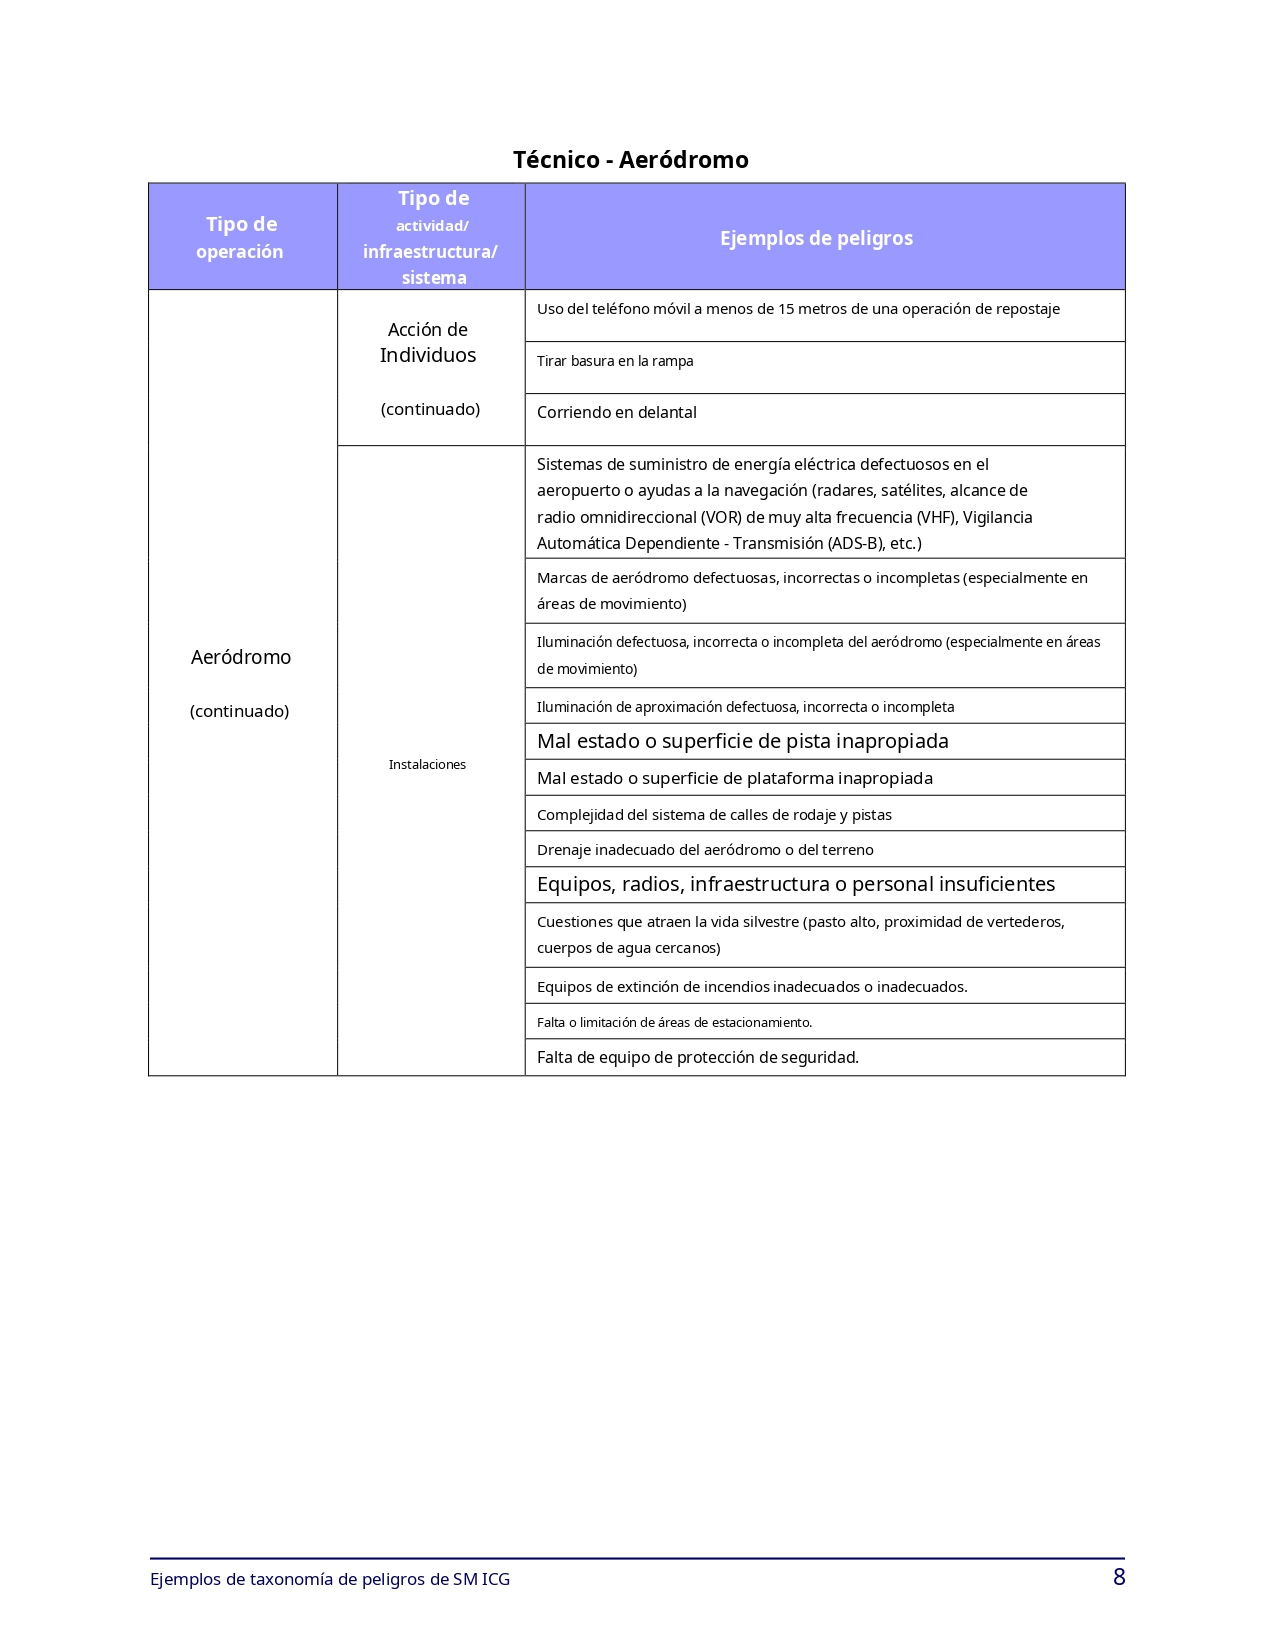 Técnico - Aeródromo
Tipo de
operación
Tipo de
actividad/
infraestructura/
sistema
Ejemplos de peligros
Aeródromo
(continuado)
Acción de
Individuos
(continuado)
Uso del teléfono móvil a menos de 15 metros de una operación de repostaje
Tirar basura en la rampa
Corriendo en delantal
Instalaciones
Sistemas de suministro de energía eléctrica defectuosos en el
aeropuerto o ayudas a la navegación (radares, satélites, alcance de
radio omnidireccional (VOR) de muy alta frecuencia (VHF), Vigilancia
Automática Dependiente - Transmisión (ADS-B), etc.)
Marcas de aeródromo defectuosas, incorrectas o incompletas (especialmente en
áreas de movimiento)
Iluminación defectuosa, incorrecta o incompleta del aeródromo (especialmente en áreas
de movimiento)
Iluminación de aproximación defectuosa, incorrecta o incompleta
Mal estado o superficie de pista inapropiada
Mal estado o superficie de plataforma inapropiada
Complejidad del sistema de calles de rodaje y pistas
Drenaje inadecuado del aeródromo o del terreno
Equipos, radios, infraestructura o personal insuficientes
Cuestiones que atraen la vida silvestre (pasto alto, proximidad de vertederos,
cuerpos de agua cercanos)
Equipos de extinción de incendios inadecuados o inadecuados.
Falta o limitación de áreas de estacionamiento.
Falta de equipo de protección de seguridad.
Ejemplos de taxonomía de peligros de SM ICG
8